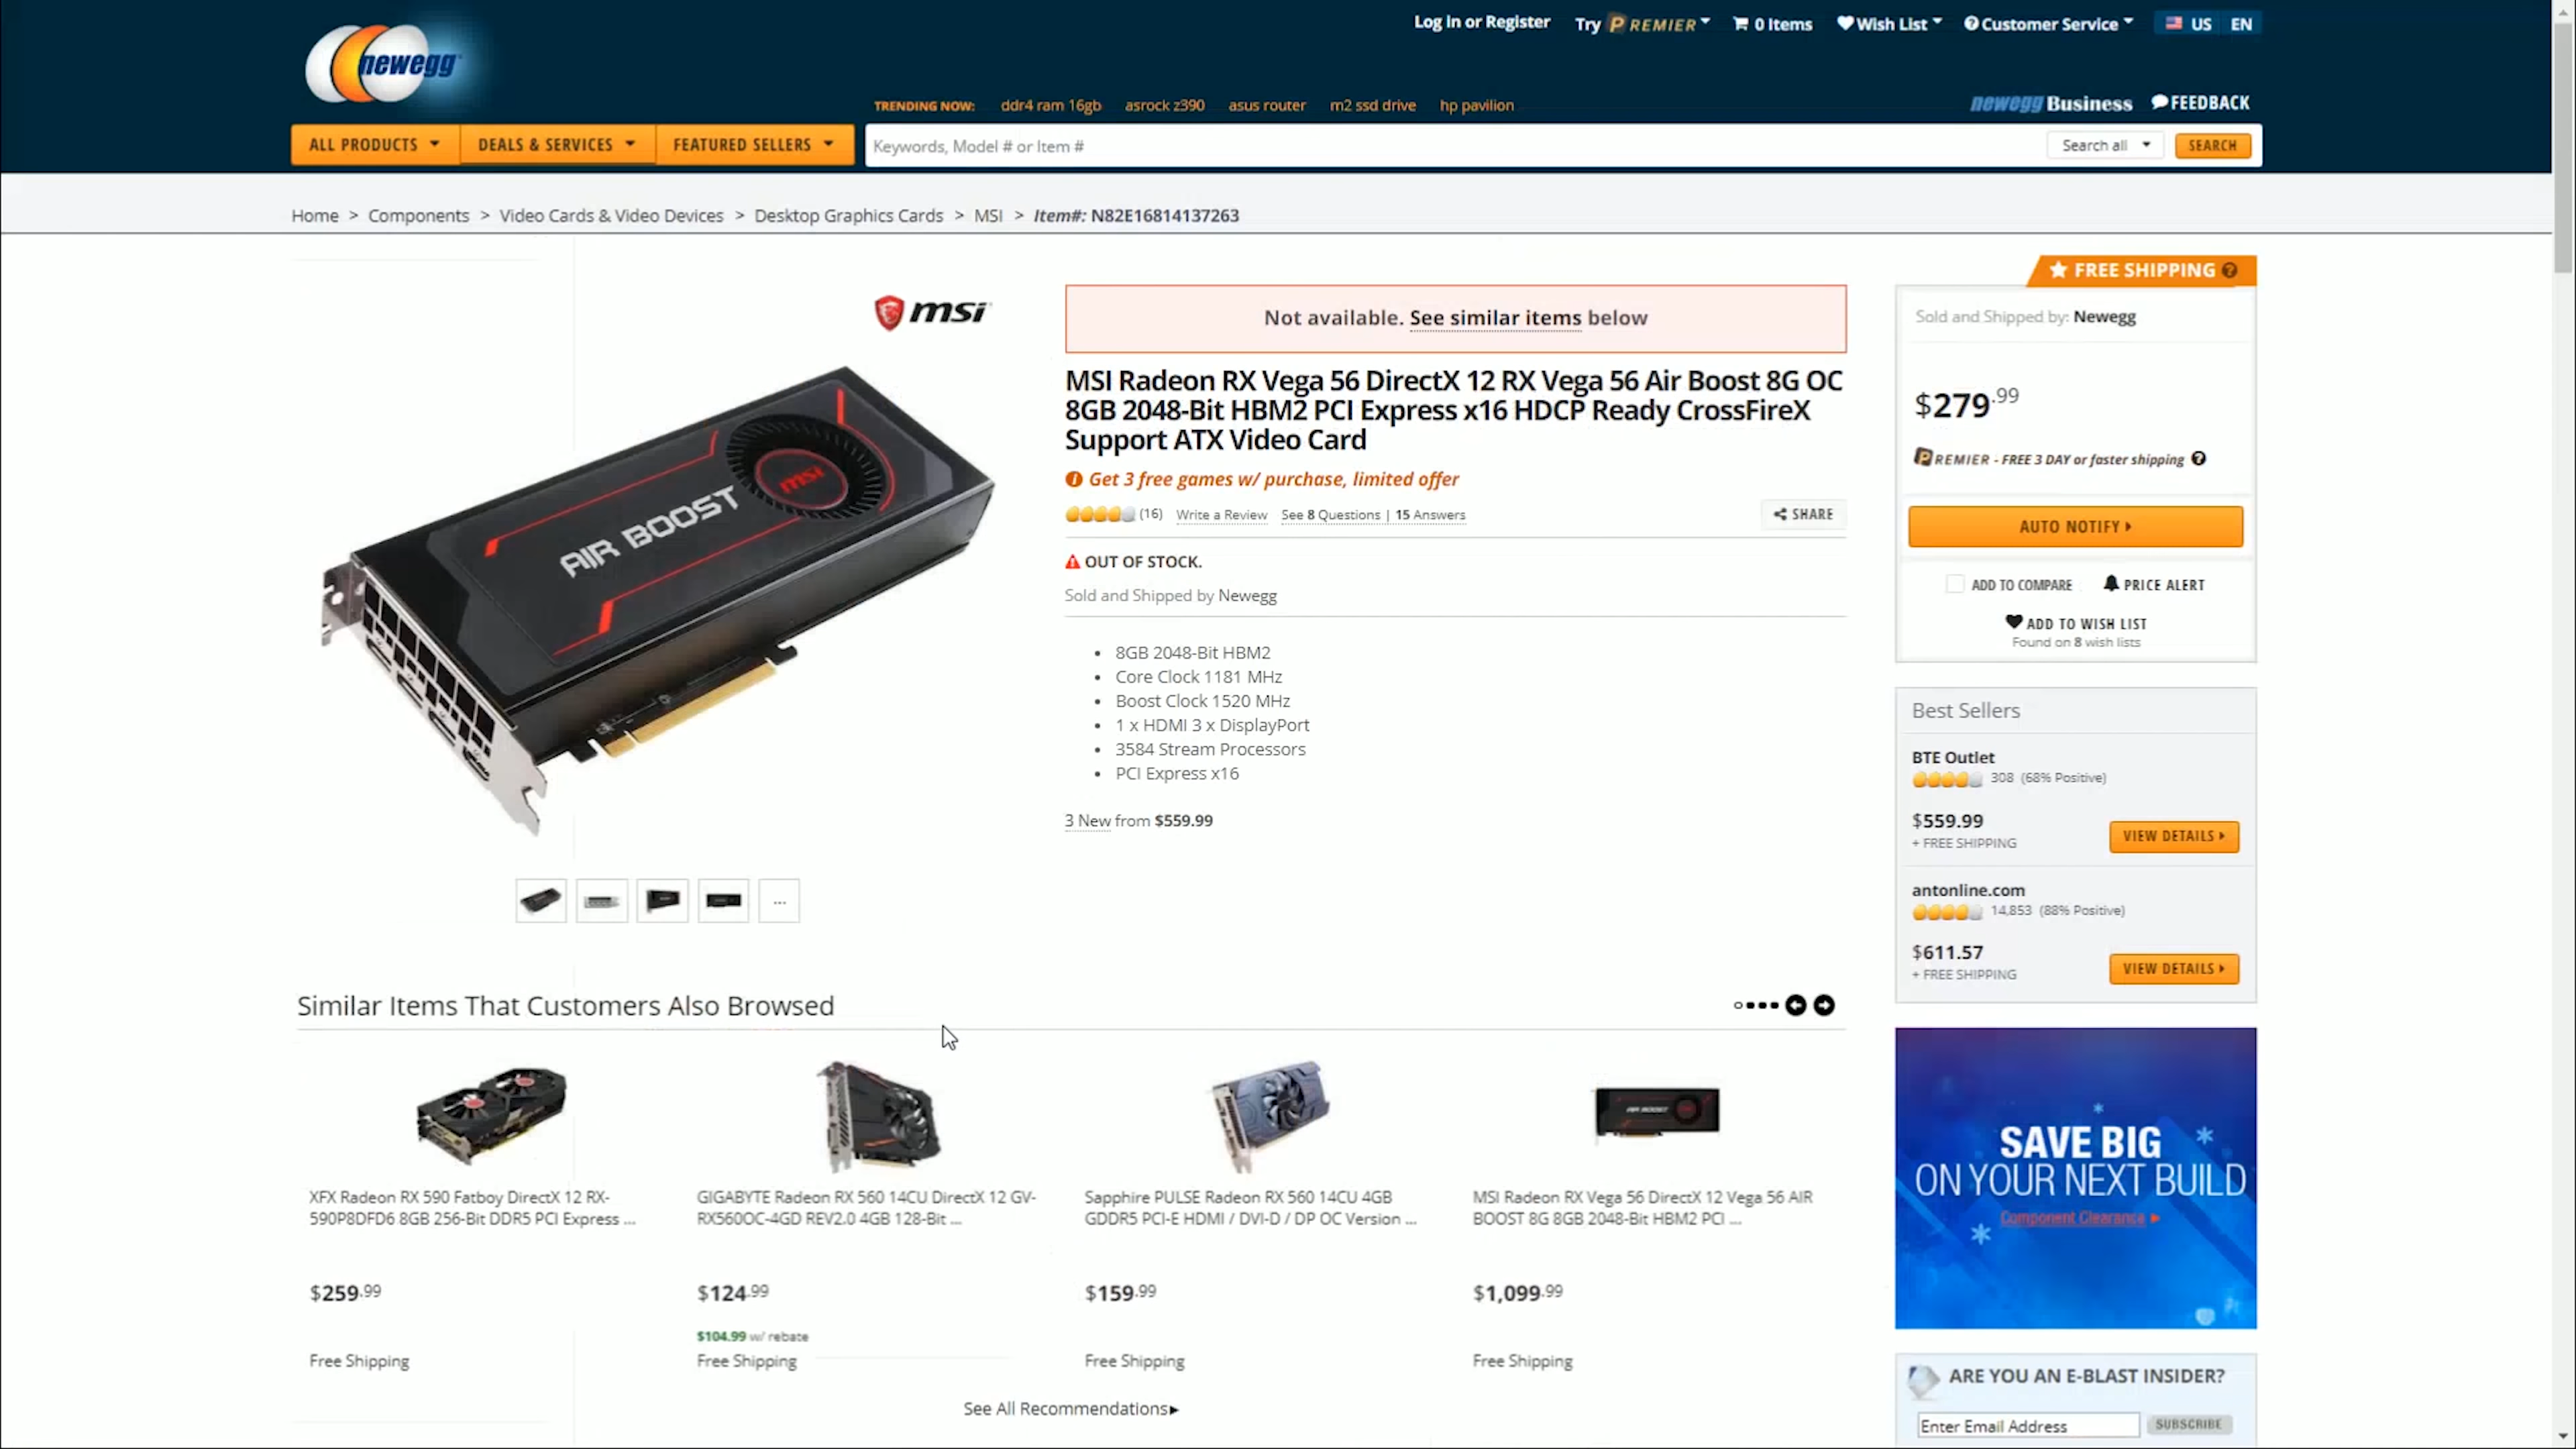 Log in or Register Try PREMIER 0 Items Wish List Customer Service US EN
newegg
TRENDING NOW: ddr4 ram 16gb asrock z390 asus router m2 ssd drive hp pavilion
newegg Business FEEDBACK
ALL PRODUCTS DEALS & SERVICES FEATURED SELLERS Keywords, Model # or Item # Search all SEARCH
Home > Components > Video Cards & Video Devices > Desktop Graphics Cards > MSI > Item#: N82E16814137263
msi
AIR BOOST
msi
Not available. See similar items below
MSI Radeon RX Vega 56 DirectX 12 RX Vega 56 Air Boost 8G OC
8GB 2048-Bit HBM2 PCI Express x16 HDCP Ready CrossFireX
Support ATX Video Card
Get 3 free games w/ purchase, limited offer
(16) Write a Review See 8 Questions | 15 Answers SHARE
OUT OF STOCK.
Sold and Shipped by Newegg
• 8GB 2048-Bit HBM2
• Core Clock 1181 MHz
• Boost Clock 1520 MHz
• 1 x HDMI 3 x DisplayPort
• 3584 Stream Processors
• PCI Express x16
3 New from $559.99
...
FREE SHIPPING ?
Sold and Shipped by: Newegg
$279.99
PREMIER - FREE 3 DAY or faster shipping ?
AUTO NOTIFY
ADD TO COMPARE PRICE ALERT
ADD TO WISH LIST
Found on 8 wish lists
Best Sellers
BTE Outlet
308 (68% Positive)
$559.99
+ FREE SHIPPING
VIEW DETAILS
antonline.com
14,853 (88% Positive)
$611.57
+ FREE SHIPPING
VIEW DETAILS
Similar Items That Customers Also Browsed
XFX Radeon RX 590 Fatboy DirectX 12 RX-
590P8DFD6 8GB 256-Bit DDR5 PCI Express ...
$259.99
Free Shipping
GIGABYTE Radeon RX 560 14CU DirectX 12 GV-
RX560OC-4GD REV2.0 4GB 128-Bit ...
$124.99
$104.99 w/ rebate
Free Shipping
Sapphire PULSE Radeon RX 560 14CU 4GB
GDDR5 PCI-E HDMI / DVI-D / DP OC Version ...
$159.99
Free Shipping
AIR BOOST
MSI Radeon RX Vega 56 DirectX 12 Vega 56 AIR
BOOST 8G 8GB 2048-Bit HBM2 PCI ...
$1,099.99
Free Shipping
See All Recommendations
SAVE BIG
ON YOUR NEXT BUILD
Component Clearance
ARE YOU AN E-BLAST INSIDER?
Enter Email Address SUBSCRIBE